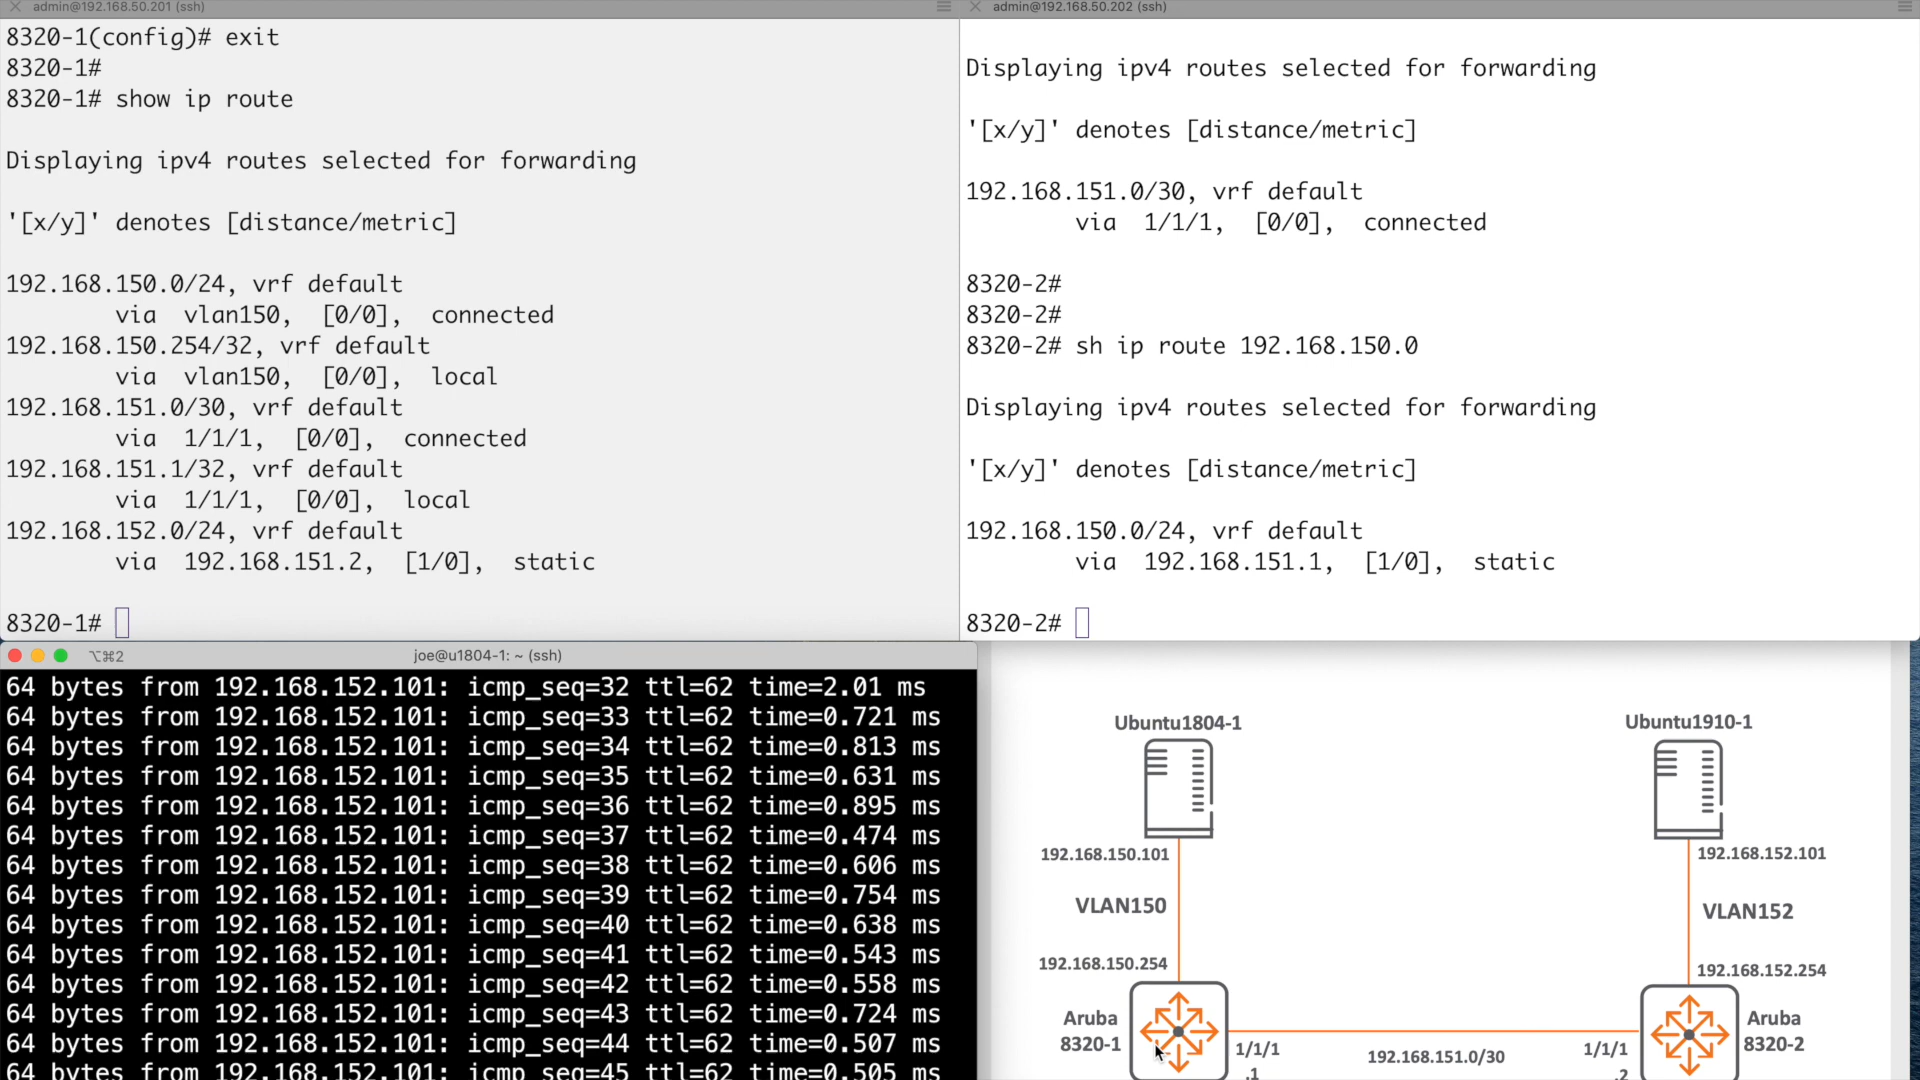 admin@192.168.50.201 (ssh)
8320-1(config)# exit
8320-1#
8320-1# show ip route
Displaying ipv4 routes selected for forwarding
'[x/y]' denotes [distance/metric]
192.168.150.0/24, vrf default
via vlan150, [0/0], connected
192.168.150.254/32, vrf default
via vlan150, [0/0], local
192.168.151.0/30, vrf default
via 1/1/1, [0/0], connected
192.168.151.1/32, vrf default
via 1/1/1, [0/0], local
192.168.152.0/24, vrf default
via 192.168.151.2, [1/0], static
8320-1#
admin@192.168.50.202 (ssh)
Displaying ipv4 routes selected for forwarding
'[x/y]' denotes [distance/metric]
192.168.151.0/30, vrf default
via 1/1/1, [0/0], connected
8320-2#
8320-2#
8320-2# sh ip route 192.168.150.0
Displaying ipv4 routes selected for forwarding
'[x/y]' denotes [distance/metric]
192.168.150.0/24, vrf default
via 192.168.151.1, [1/0], static
8320-2#
⌥⌘2
joe@u1804-1: ~ (ssh)
64 bytes from 192.168.152.101: icmp_seq=32 ttl=62 time=2.01 ms
64 bytes from 192.168.152.101: icmp_seq=33 ttl=62 time=0.721 ms
64 bytes from 192.168.152.101: icmp_seq=34 ttl=62 time=0.813 ms
64 bytes from 192.168.152.101: icmp_seq=35 ttl=62 time=0.631 ms
64 bytes from 192.168.152.101: icmp_seq=36 ttl=62 time=0.895 ms
64 bytes from 192.168.152.101: icmp_seq=37 ttl=62 time=0.474 ms
64 bytes from 192.168.152.101: icmp_seq=38 ttl=62 time=0.606 ms
64 bytes from 192.168.152.101: icmp_seq=39 ttl=62 time=0.754 ms
64 bytes from 192.168.152.101: icmp_seq=40 ttl=62 time=0.638 ms
64 bytes from 192.168.152.101: icmp_seq=41 ttl=62 time=0.543 ms
64 bytes from 192.168.152.101: icmp_seq=42 ttl=62 time=0.558 ms
64 bytes from 192.168.152.101: icmp_seq=43 ttl=62 time=0.724 ms
64 bytes from 192.168.152.101: icmp_seq=44 ttl=62 time=0.507 ms
64 bytes from 192.168.152.101: icmp_seq=45 ttl=62 time=0.505 ms
Ubuntu1804-1
Ubuntu1910-1
192.168.150.101
192.168.152.101
VLAN150
VLAN152
192.168.150.254
192.168.152.254
Aruba
8320-1
1/1/1
.1
192.168.151.0/30
1/1/1
.2
Aruba
8320-2